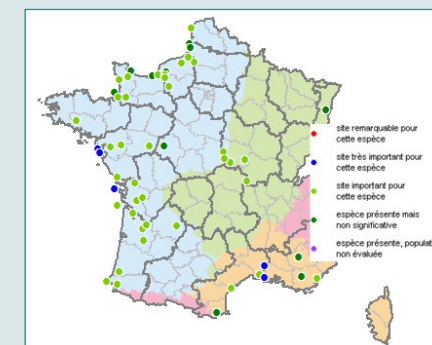 site remarquable pour
cette espèce
site très important pour
cette espèce
site important pour
cette espèce
espèce présente mais
non significative
espèce présente, populat
non évaluée